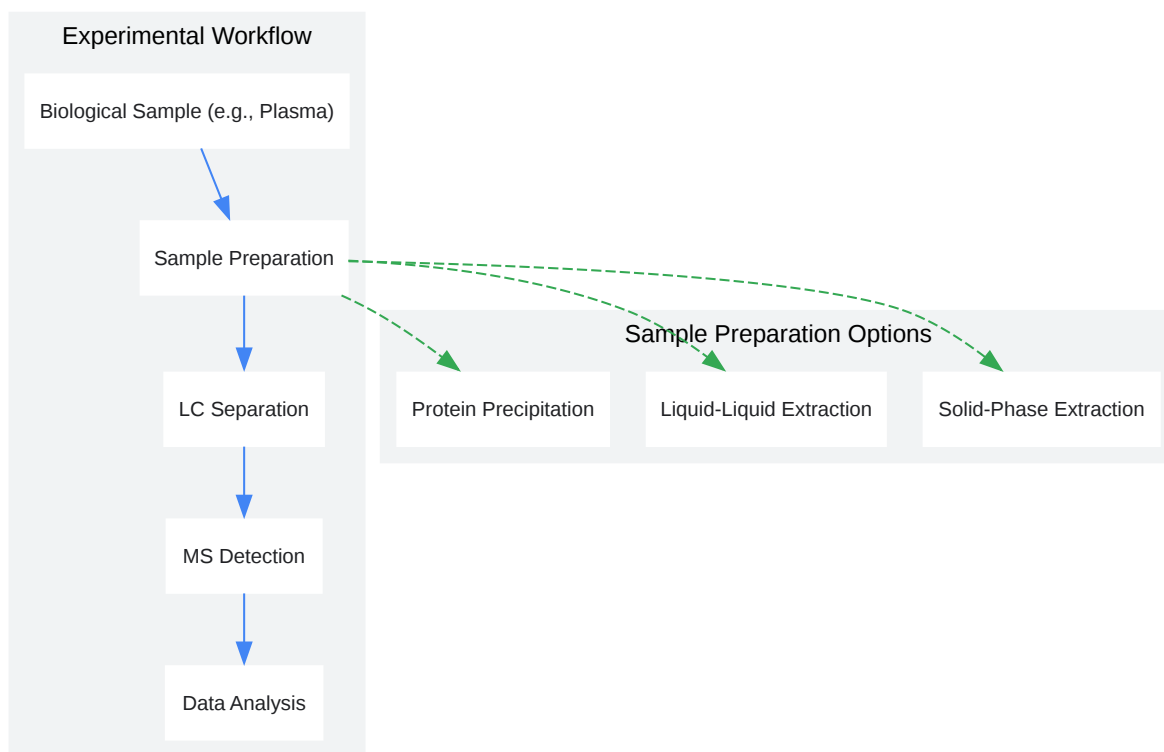 Experimental Workflow
Biological Sample (e.g., Plasma)
Sample Preparation
Sample Preparation Options
Protein Precipitation
Liquid-Liquid Extraction
Solid-Phase Extraction
LC Separation
MS Detection
Data Analysis